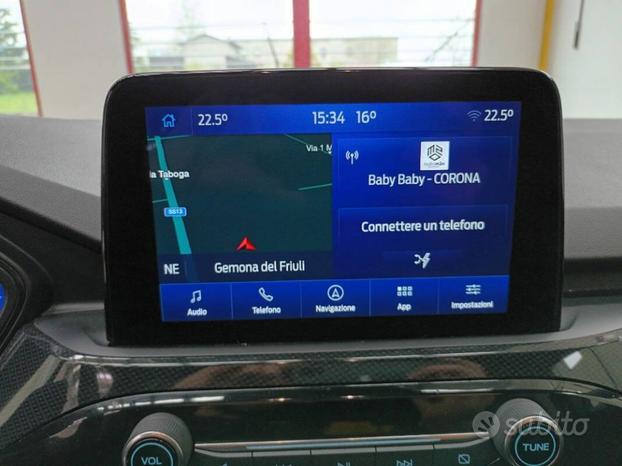 22.5° 15:34 16° 22.5°
Via 1 M
ia Taboga
SS13
Baby Baby - CORONA
Connettere un telefono
NE Gemona del Friuli
Audio Telefono Navigazione App Impostazioni
VOL TUNE
subito